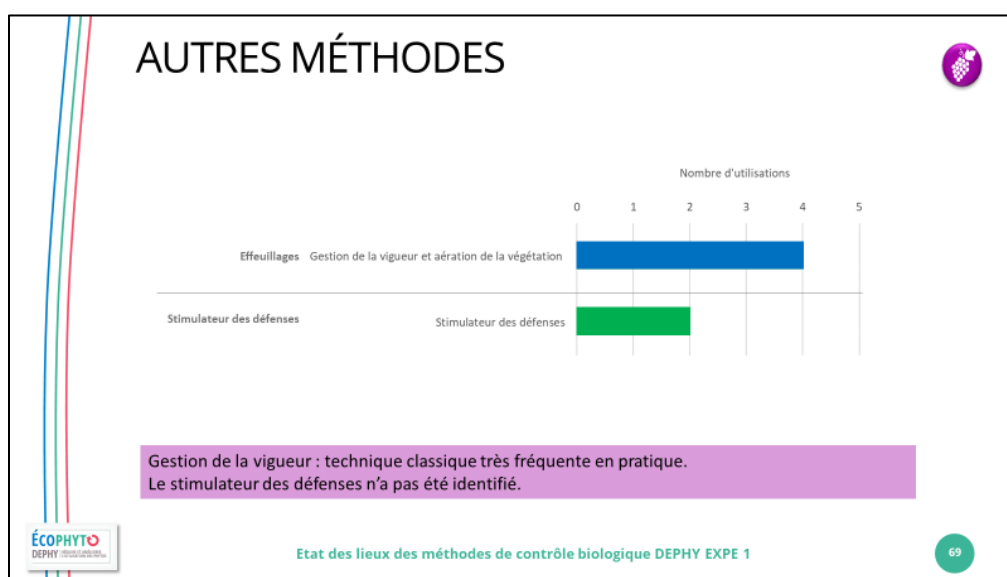 AUTRES MÉTHODES
Nombre d'utilisations
0 1 2 3 4 5
Effeuillages Gestion de la vigueur et aération de la végétation
Stimulateur des défenses Stimulateur des défenses
Gestion de la vigueur : technique classique très fréquente en pratique.
Le stimulateur des défenses n'a pas été identifié.
ÉCOPHYTO
DEPHY
Etat des lieux des méthodes de contrôle biologique DEPHY EXPE 1
69